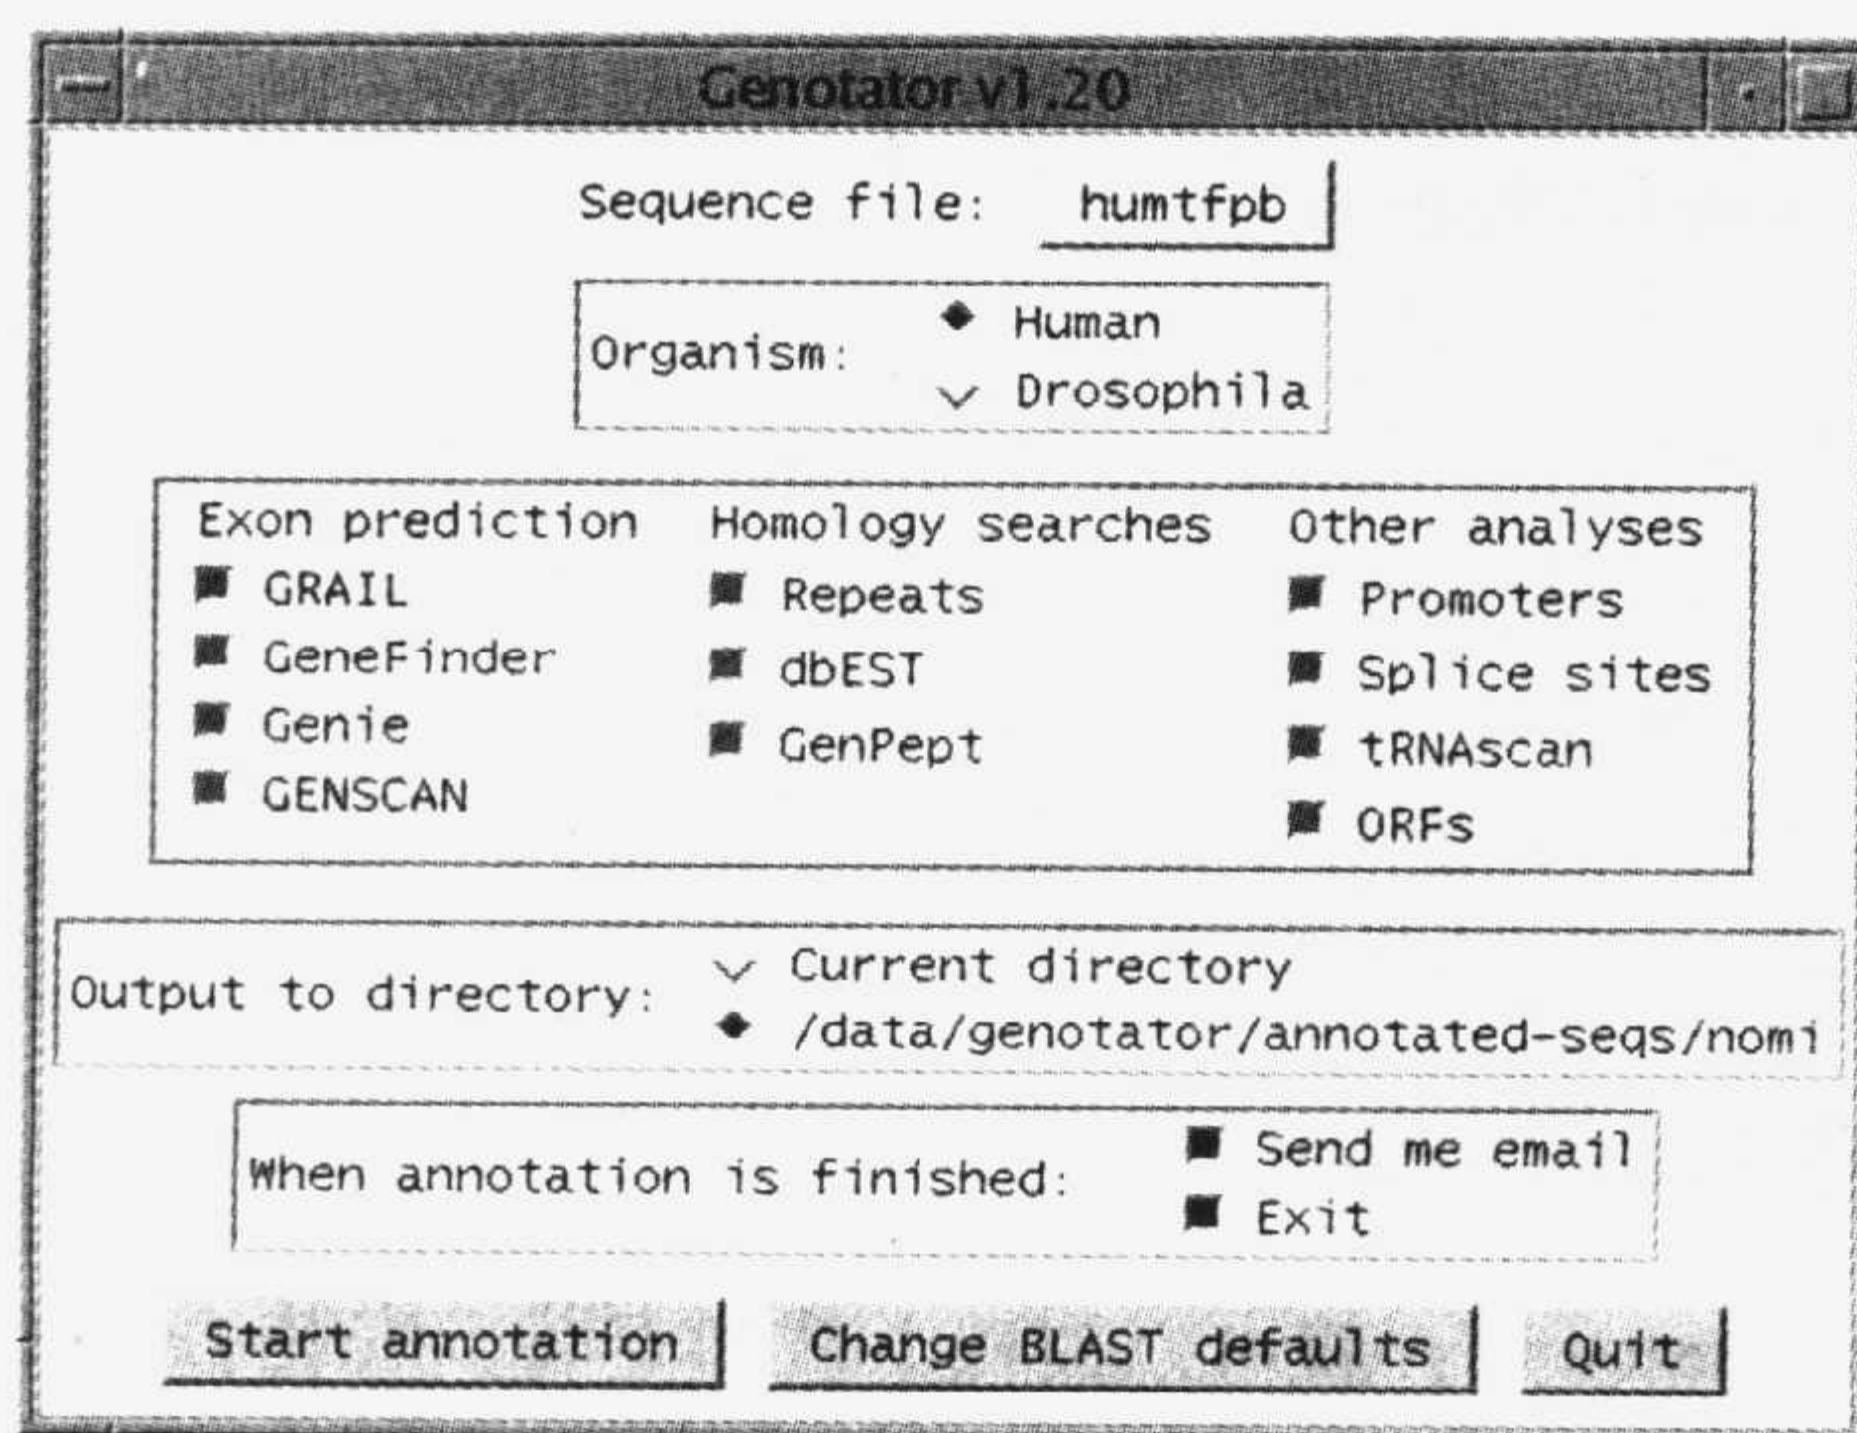 Genotator v1.20
Sequence file: humtfpb
Organism:
Human
Drosophila
Exon prediction
GRAIL
GeneFinder
Genie
GENSCAN
Homology searches
Repeats
dbEST
GenPept
Other analyses
Promoters
Splice sites
tRNAscan
ORFs
Output to directory:
Current directory
/data/genotator/annotated-seqs/nomi
When annotation is finished:
Send me email
Exit
Start annotation
Change BLAST defaults
Quit